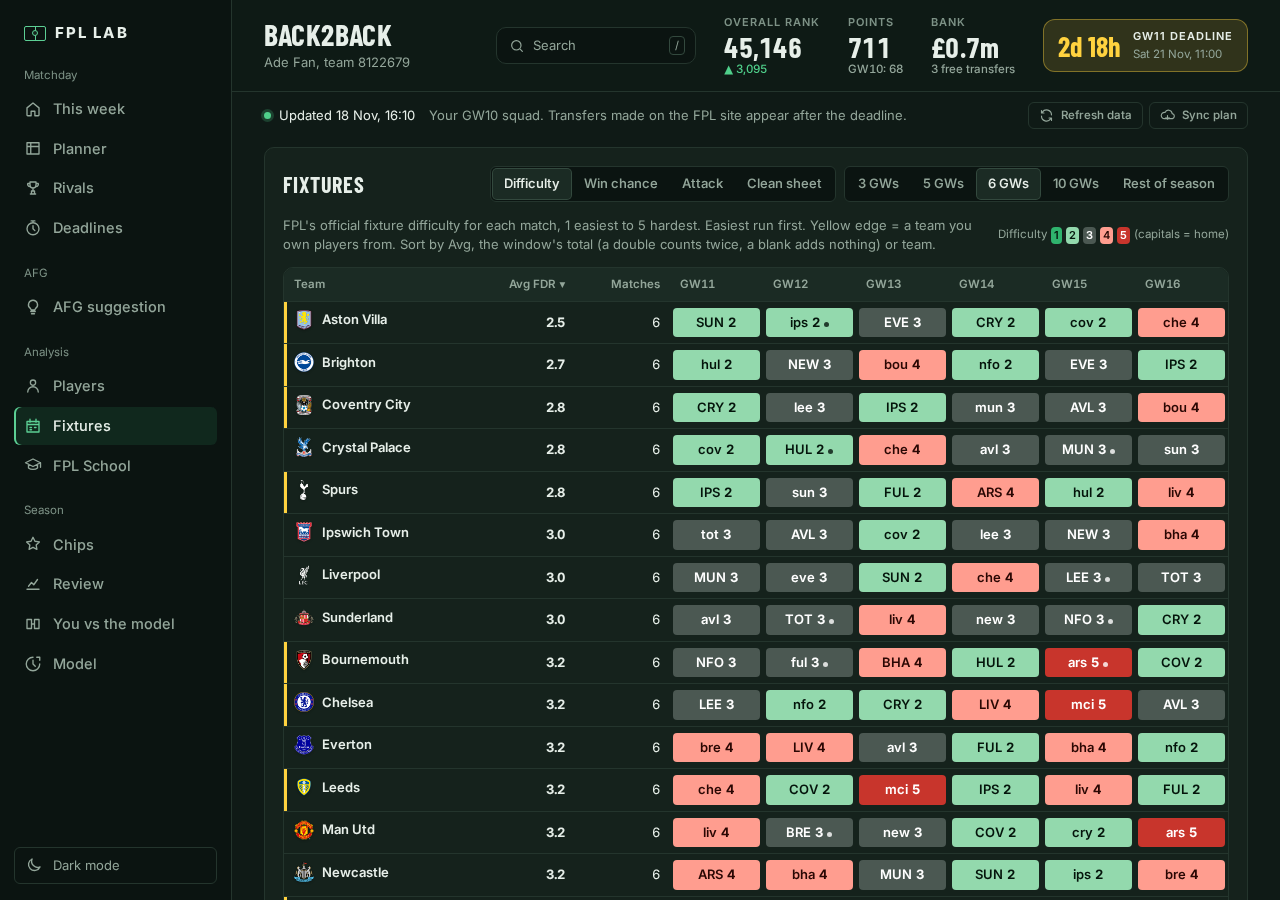 FPL LAB
Matchday
This week
Planner
Rivals
Deadlines
AFG
AFG suggestion
Analysis
Players
Fixtures
FPL School
Season
Chips
Review
You vs the model
Model
Dark mode
BACK2BACK
Ade Fan, team 8122679
Search /
OVERALL RANK
45,146
▲ 3,095
POINTS
711
GW10: 68
BANK
£0.7m
3 free transfers
2d 18h
GW11 DEADLINE
Sat 21 Nov, 11:00
Updated 18 Nov, 16:10 Your GW10 squad. Transfers made on the FPL site appear after the deadline.
Refresh data
Sync plan
FIXTURES
Difficulty Win chance Attack Clean sheet
3 GWs 5 GWs 6 GWs 10 GWs Rest of season
FPL's official fixture difficulty for each match, 1 easiest to 5 hardest. Easiest run first. Yellow edge = a team you
own players from. Sort by Avg, the window's total (a double counts twice, a blank adds nothing) or team.
Difficulty 1 2 3 4 5 (capitals = home)
Team Avg FDR ▾ Matches GW11 GW12 GW13 GW14 GW15 GW16
Aston Villa 2.5 6 SUN 2 ips 2 • EVE 3 CRY 2 cov 2 che 4
Brighton 2.7 6 hul 2 NEW 3 bou 4 nfo 2 EVE 3 IPS 2
Coventry City 2.8 6 CRY 2 lee 3 IPS 2 mun 3 AVL 3 bou 4
Crystal Palace 2.8 6 cov 2 HUL 2 • che 4 avl 3 MUN 3 • sun 3
Spurs 2.8 6 IPS 2 sun 3 FUL 2 ARS 4 hul 2 liv 4
Ipswich Town 3.0 6 tot 3 AVL 3 cov 2 lee 3 NEW 3 bha 4
Liverpool 3.0 6 MUN 3 eve 3 SUN 2 che 4 LEE 3 • TOT 3
Sunderland 3.0 6 avl 3 TOT 3 • liv 4 new 3 NFO 3 • CRY 2
Bournemouth 3.2 6 NFO 3 ful 3 • BHA 4 HUL 2 ars 5 • COV 2
Chelsea 3.2 6 LEE 3 nfo 2 CRY 2 LIV 4 mci 5 AVL 3
Everton 3.2 6 bre 4 LIV 4 avl 3 FUL 2 bha 4 nfo 2
Leeds 3.2 6 che 4 COV 2 mci 5 IPS 2 liv 4 FUL 2
Man Utd 3.2 6 liv 4 BRE 3 • new 3 COV 2 cry 2 ars 5
Newcastle 3.2 6 ARS 4 bha 4 MUN 3 SUN 2 ips 2 bre 4